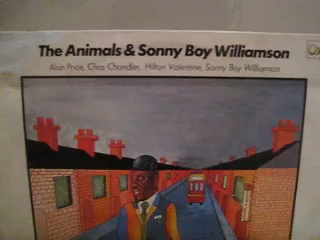 The Animals & Sonny Boy Williamson
Alan Price, Chas Chandler, Hilton Valentine, Sonny Boy Williamson